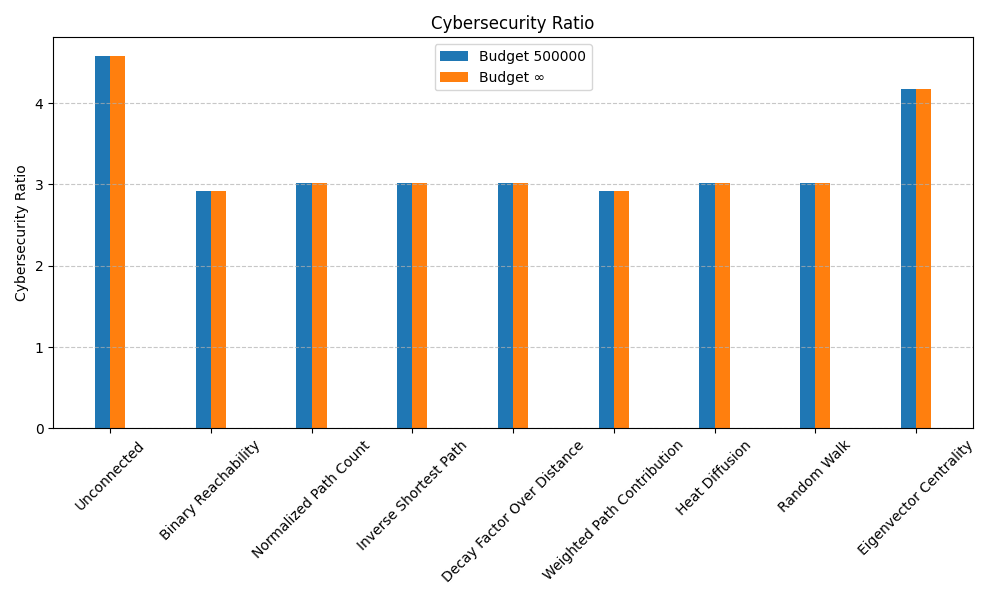 Cybersecurity Ratio
Budget 500000
Budget ∞
Cybersecurity Ratio
4
3
2
1
0
Unconnected
Binary Reachability
Normalized Path Count
Inverse Shortest Path
Decay Factor Over Distance
Weighted Path Contribution
Heat Diffusion
Random Walk
Eigenvector Centrality